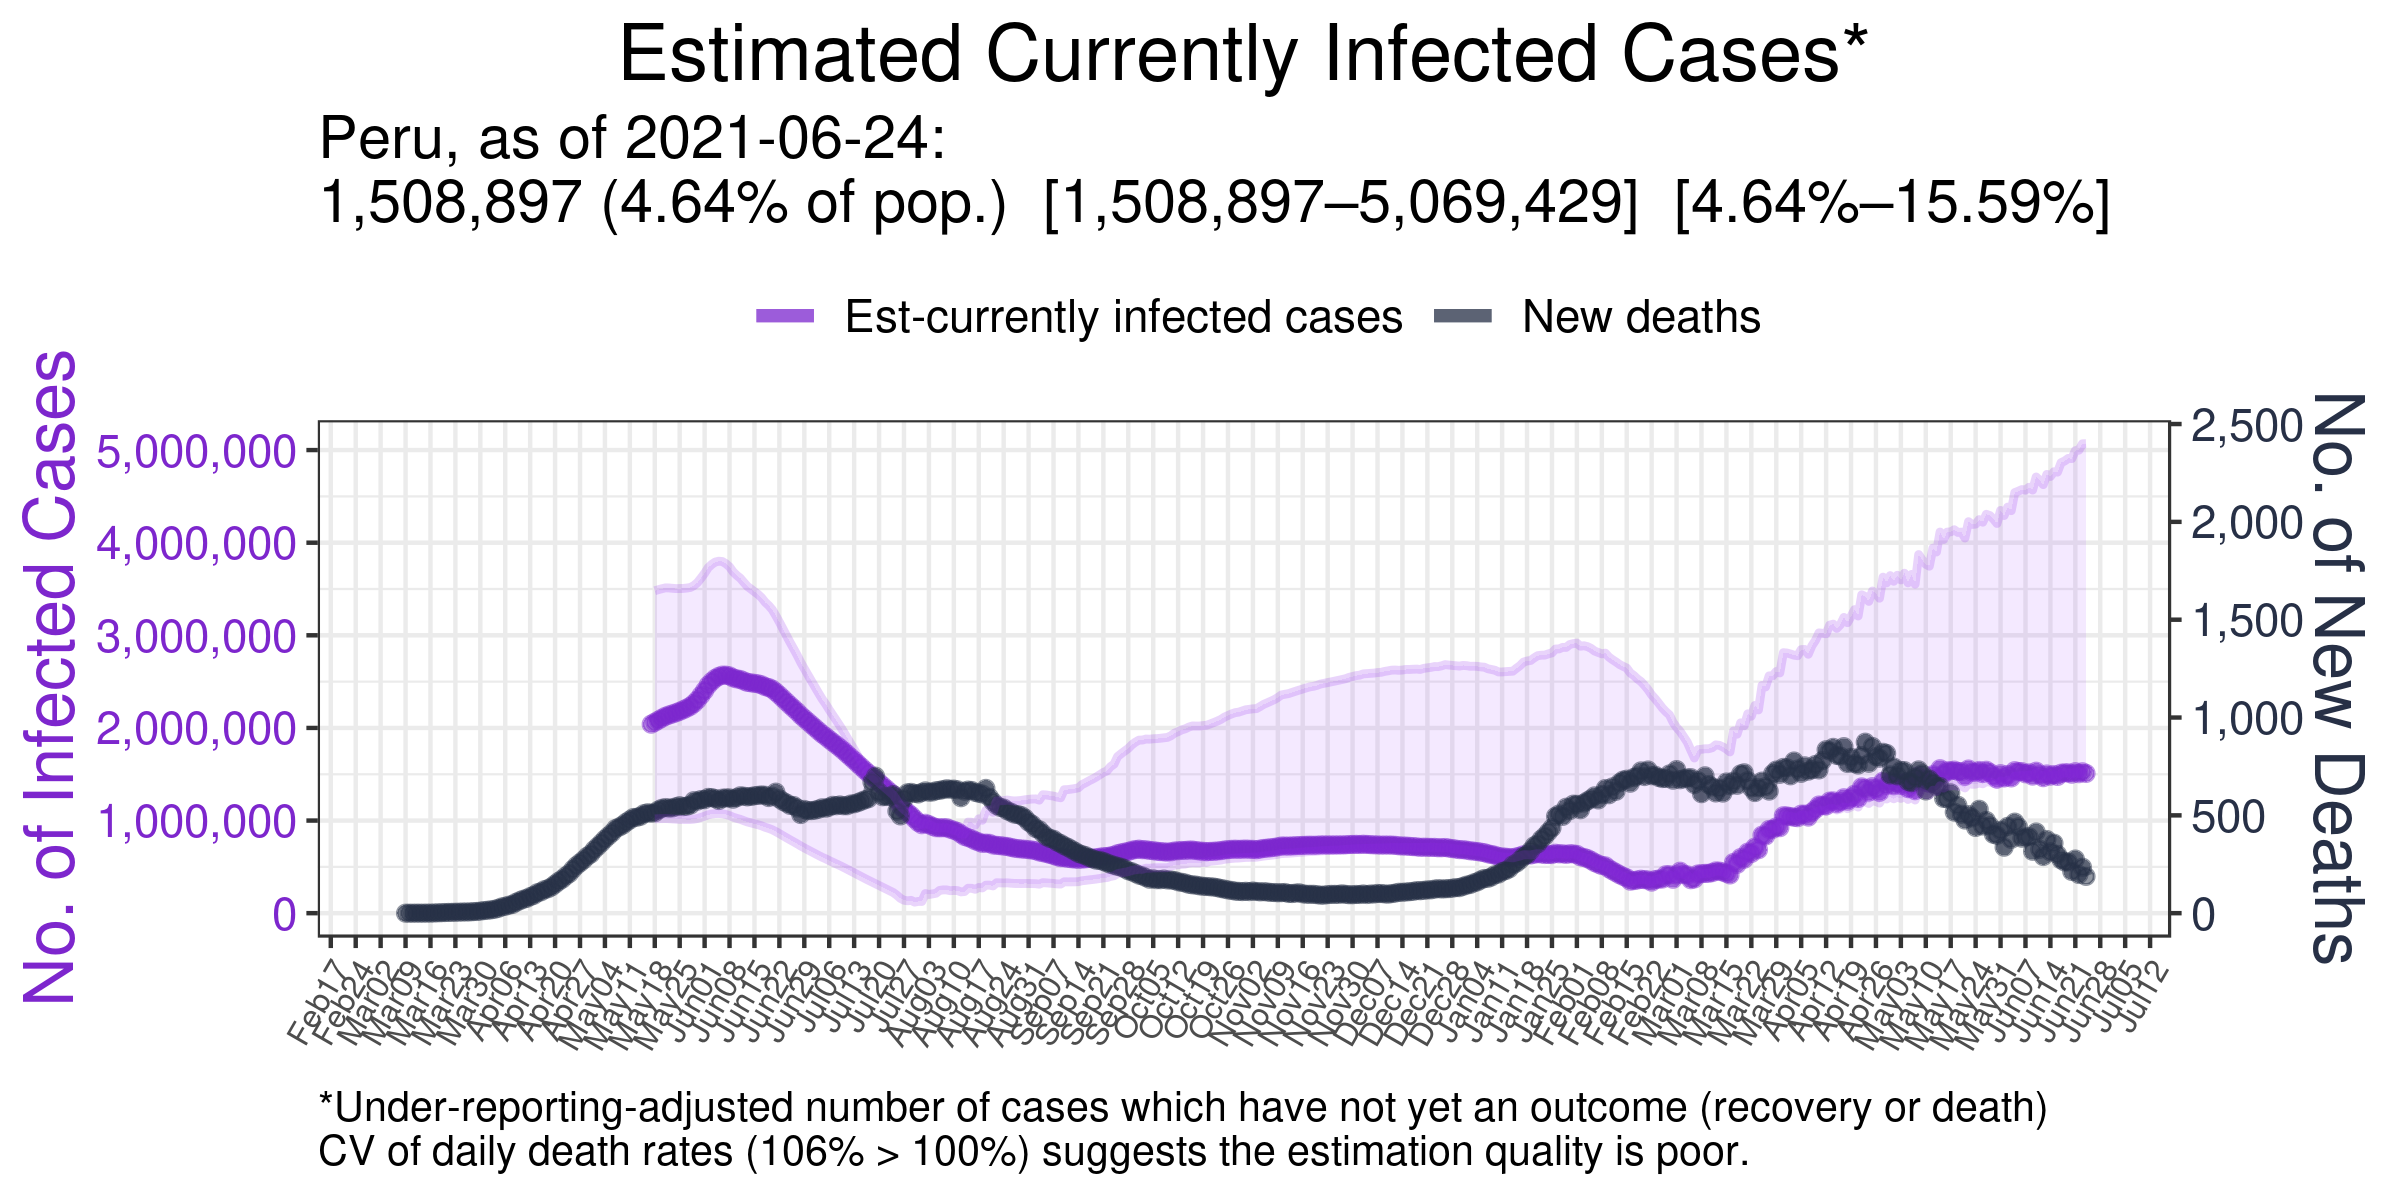 Estimated Currently Infected Cases*
Peru, as of 2021-06-24:
1,508,897 (4.64% of pop.) [1,508,897–5,069,429] [4.64%–15.59%]
Est-currently infected cases New deaths
No. of Infected Cases
5,000,000
4,000,000
3,000,000
2,000,000
1,000,000
0
2,500
2,000
1,500
1,000
500
0
No. of New Deaths
Feb17 Feb24 Mar02 Mar09 Mar16 Mar23 Mar30 Apr06 Apr13 Apr20 Apr27 May04 May11 May18 May25 Jun01 Jun08 Jun15 Jun22 Jun29 Jul06 Jul13 Jul20 Jul27 Aug03 Aug10 Aug17 Aug24 Aug31 Sep07 Sep14 Sep21 Sep28 Oct05 Oct12 Oct19 Oct26 Nov02 Nov09 Nov16 Nov23 Nov30 Dec07 Dec14 Dec21 Dec28 Jan04 Jan11 Jan18 Jan25 Feb01 Feb08 Feb15 Feb22 Mar01 Mar08 Mar15 Mar22 Mar29 Apr05 Apr12 Apr19 Apr26 May03 May10 May17 May24 May31 Jun07 Jun14 Jun21 Jun28 Jul05 Jul12
*Under-reporting-adjusted number of cases which have not yet an outcome (recovery or death)
CV of daily death rates (106% > 100%) suggests the estimation quality is poor.